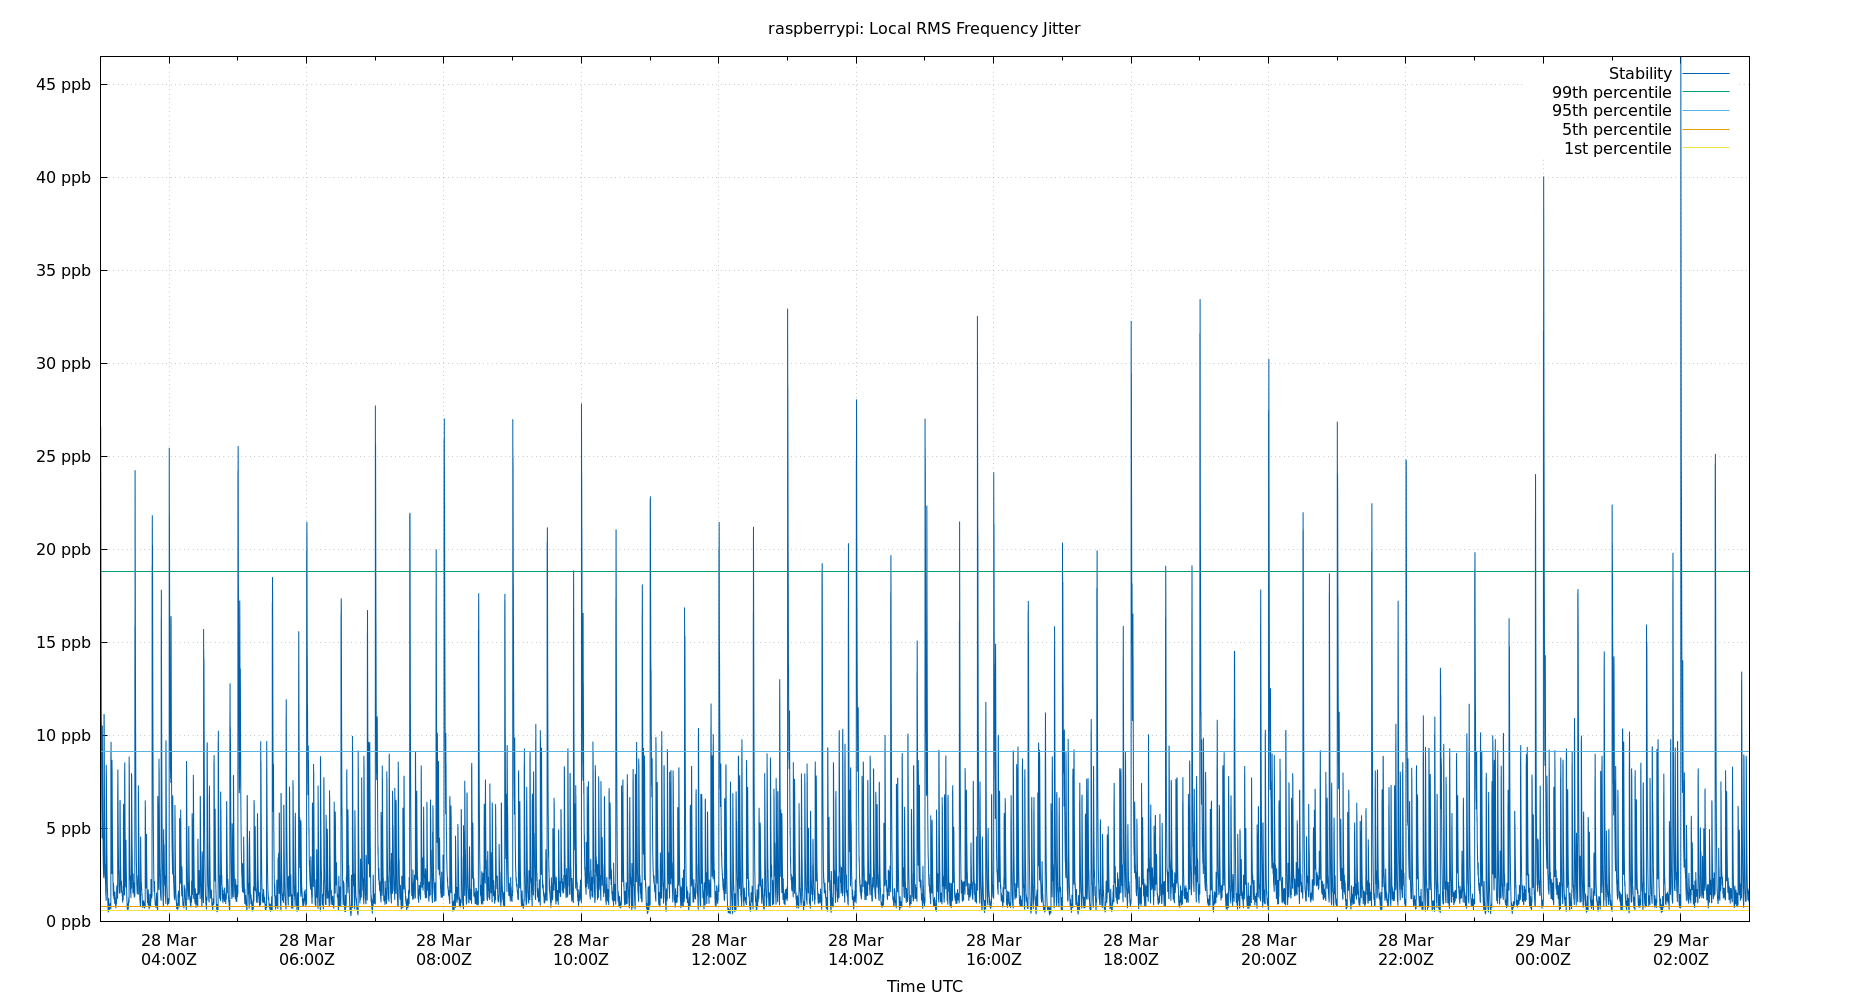 raspberrypi: Local RMS Frequency Jitter
45 ppb
40 ppb
35 ppb
30 ppb
25 ppb
20 ppb
15 ppb
10 ppb
5 ppb
0 ppb
Stability
99th percentile
95th percentile
5th percentile
1st percentile
28 Mar
04:00Z
28 Mar
06:00Z
28 Mar
08:00Z
28 Mar
10:00Z
28 Mar
12:00Z
28 Mar
14:00Z
28 Mar
16:00Z
28 Mar
18:00Z
28 Mar
20:00Z
28 Mar
22:00Z
29 Mar
00:00Z
29 Mar
02:00Z
Time UTC